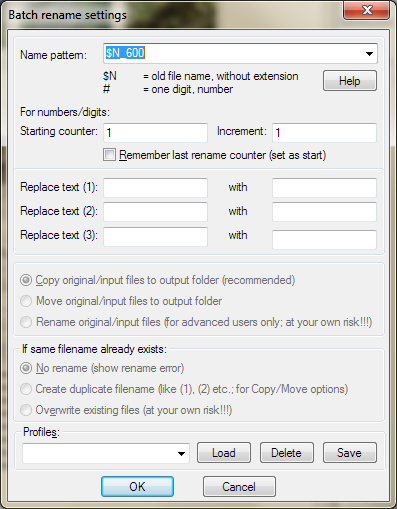 Batch rename settings
Name pattern: $N_600
$N = old file name, without extension
# = one digit, number
Help
For numbers/digits:
Starting counter: 1 Increment: 1
Remember last rename counter (set as start)
Replace text (1): with
Replace text (2): with
Replace text (3): with
Copy original/input files to output folder (recommended)
Move original/input files to output folder
Rename original/input files (for advanced users only; at your own risk!!!)
If same filename already exists:
No rename (show rename error)
Create duplicate filename (like (1), (2) etc.; for Copy/Move options)
Overwrite existing files (at your own risk!!!)
Profiles:
Load Delete Save
OK Cancel